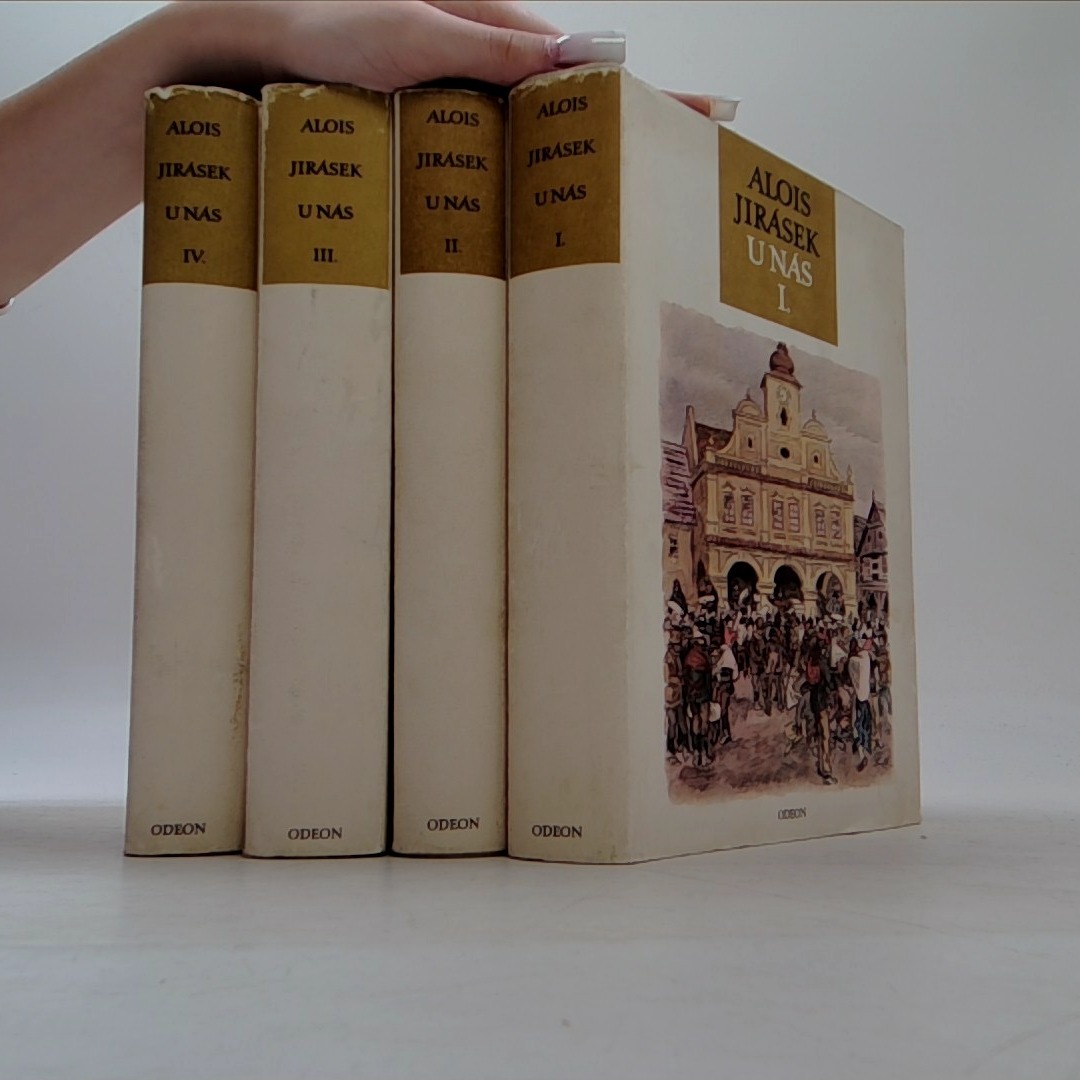 ALOIS
JIRÁSEK
U NÁS
IV.
ODEON
ALOIS
JIRÁSEK
U NÁS
III.
ODEON
ALOIS
JIRÁSEK
U NÁS
II.
ODEON
ALOIS
JIRÁSEK
U NÁS
I.
ODEON
ALOIS
JIRÁSEK
U NÁS
I.
ODEON